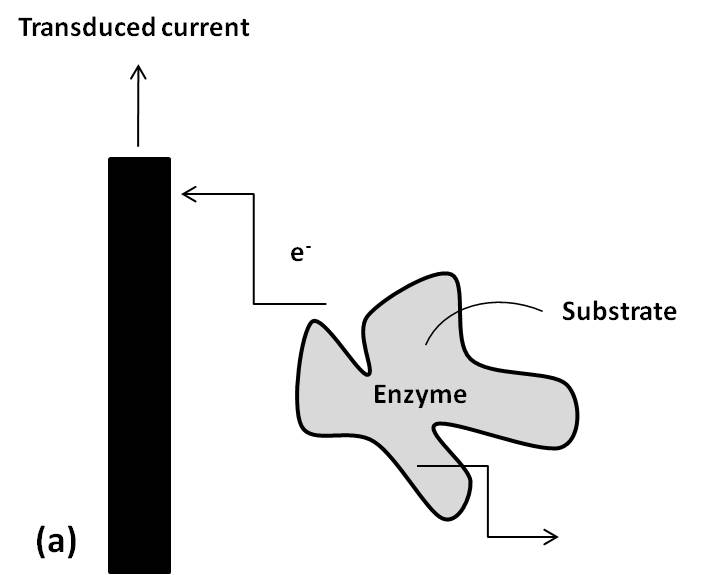 Transduced current
e-
Substrate
Enzyme
(a)